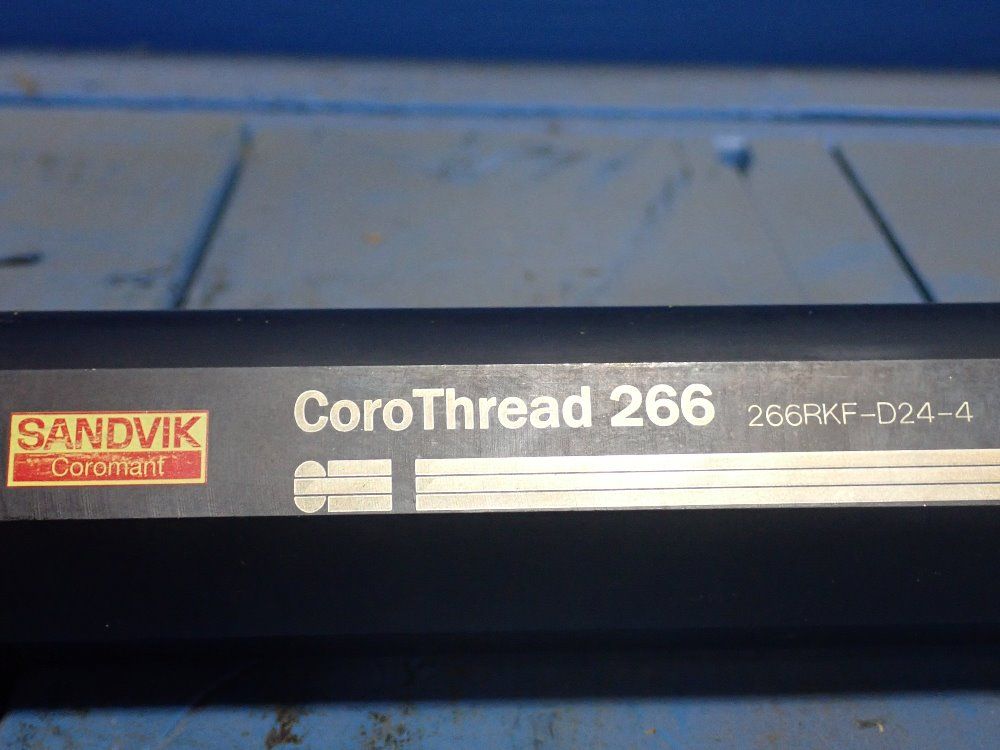 SANDVIK
Coromant
CoroThread 266 266RKF-D24-4